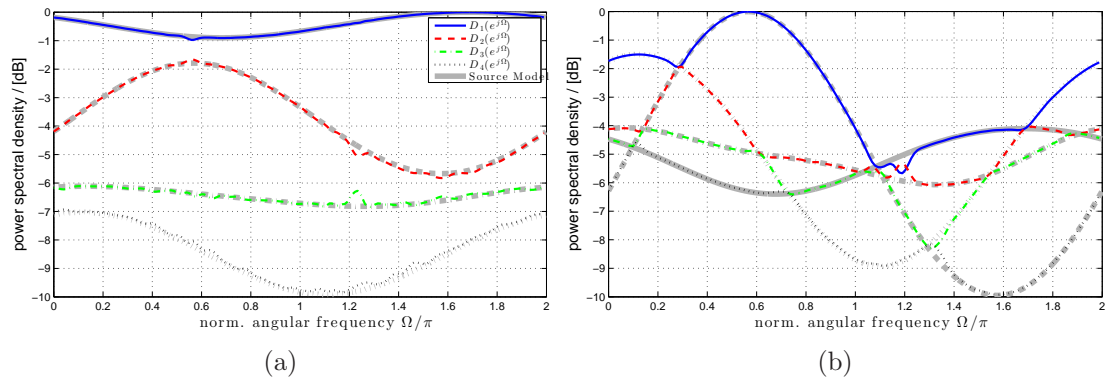 0
−1
−2
−3
−4
−5
−6
−7
−8
−9
−10
power spectral density / [dB]
0 0.2 0.4 0.6 0.8 1 1.2 1.4 1.6 1.8 2
norm. angular frequency Ω/π
D₁(e^{jΩ})
D₂(e^{jΩ})
D₃(e^{jΩ})
D₄(e^{jΩ})
Source Model
(a)
0
−1
−2
−3
−4
−5
−6
−7
−8
−9
−10
power spectral density / [dB]
0 0.2 0.4 0.6 0.8 1 1.2 1.4 1.6 1.8 2
norm. angular frequency Ω/π
(b)